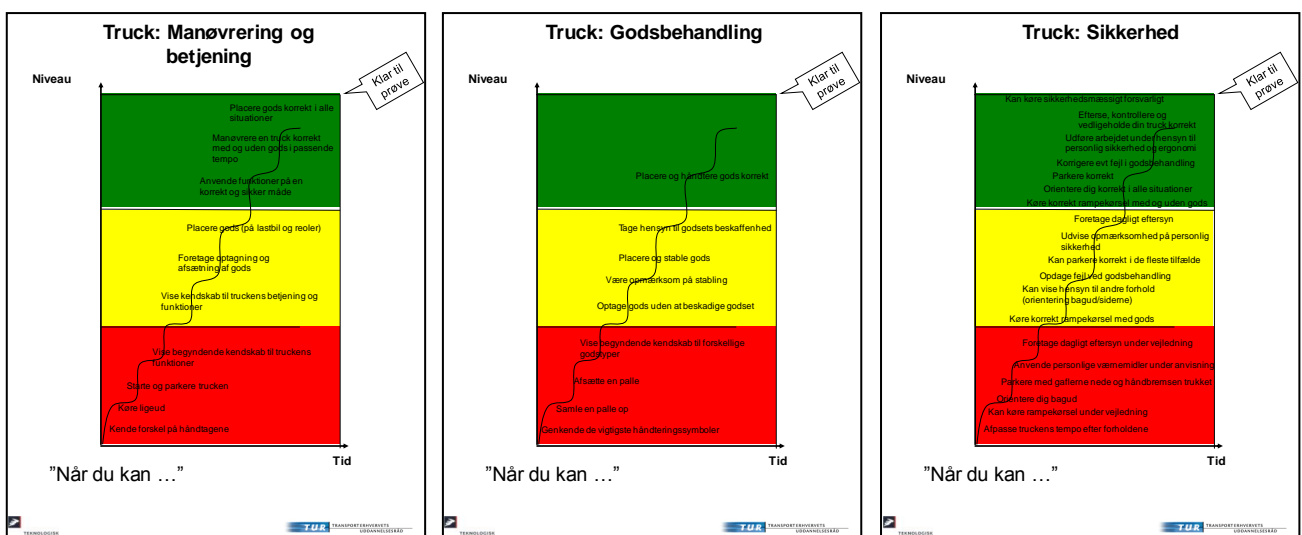 Truck: Manøvrering og
betjening
Niveau
Klar til
prøve
Placere gods korrekt i alle
situationer
Manøvrere en truck korrekt
med og uden gods i passende
tempo
Anvende funktioner på en
korrekt og sikker måde
Placere gods (på lastbil og reoler)
Foretage optagning og
afsætning af gods
Vise kendskab til truckens betjening og
funktioner
Vise begyndende kendskab til truckens
funktioner
Starte og parkere trucken
Køre ligeud
Kende forskel på håndtagene
Tid
”Når du kan …”
TEKNOLOGISK
TUR
TRANSPORTERHVERVETS
UDDANNELSESRÅD
Truck: Godsbehandling
Niveau
Klar til
prøve
Placere og håndtere gods korrekt
Tage hensyn til godsets beskaffenhed
Placere og stable gods
Være opmærksom på stabling
Optage gods uden at beskadige godset
Vise begyndende kendskab til forskellige
godstyper
Afsætte en palle
Samle en palle op
Genkende de vigtigste håndteringssymboler
Tid
”Når du kan …”
TEKNOLOGISK
TUR
TRANSPORTERHVERVETS
UDDANNELSESRÅD
Truck: Sikkerhed
Niveau
Klar til
prøve
Kan køre sikkerhedsmæssigt forsvarligt
Efterse, kontrollere og
vedligeholde din truck korrekt
Udføre arbejdet under hensyn til
personlig sikkerhed og ergonomi
Korrigere evt fejl i godsbehandling
Parkere korrekt
Orientere dig korrekt i alle situationer
Køre korrekt rampekørsel med og uden gods
Foretage dagligt eftersyn
Udvise opmærksomhed på personlig
sikkerhed
Kan parkere korrekt i de fleste tilfælde
Opdage fejl ved godsbehandling
Kan vise hensyn til andre forhold
(orientering bagud/siderne)
Køre korrekt rampekørsel med gods
Foretage dagligt eftersyn under vejledning
Anvende personlige værnemidler under anvisning
Parkere med gaflerne nede og håndbremsen trukket
Orientere dig bagud
Kan køre rampekørsel under vejledning
Afpasse truckens tempo efter forholdene
Tid
”Når du kan …”
TEKNOLOGISK
TUR
TRANSPORTERHVERVETS
UDDANNELSESRÅD